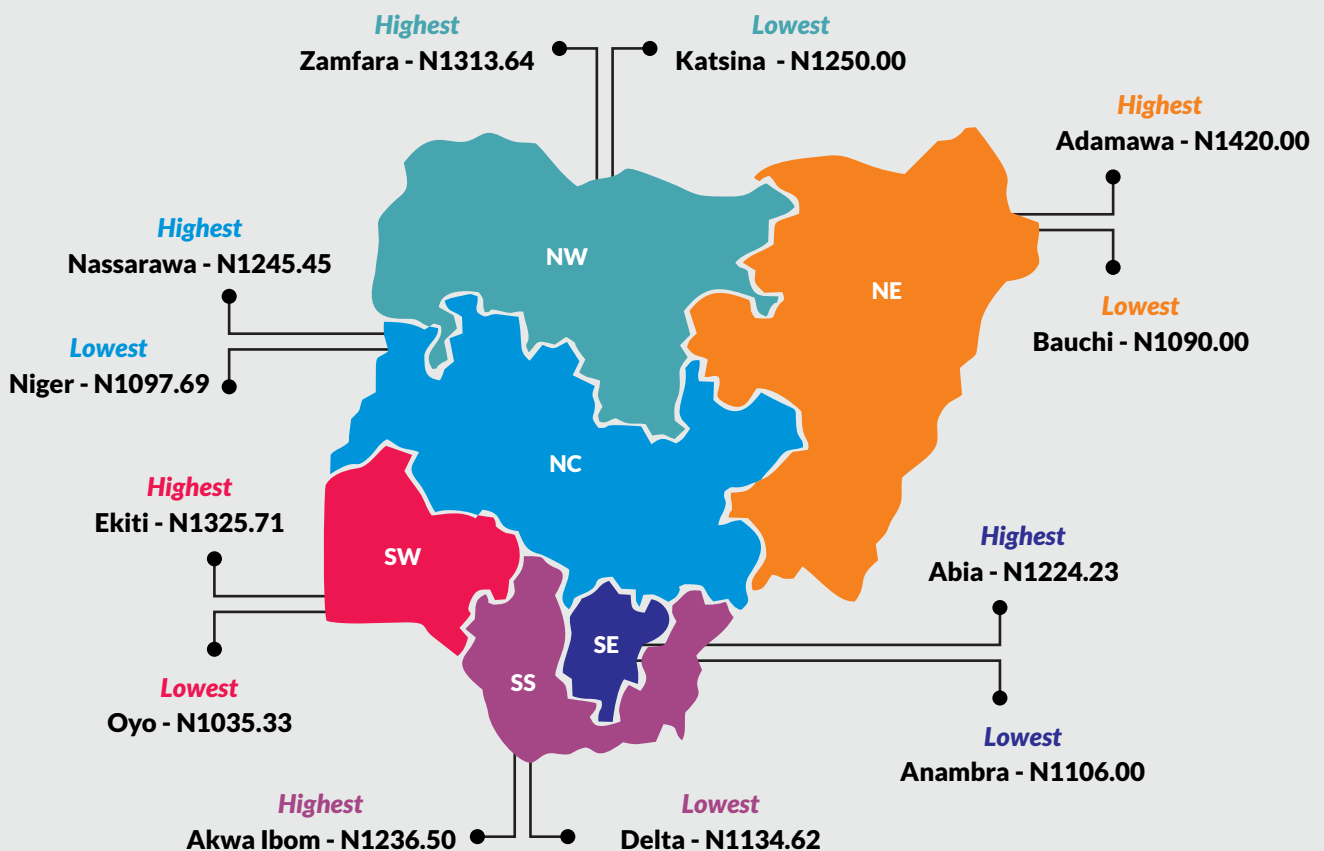 Highest
Zamfara - N1313.64
Lowest
Katsina - N1250.00
Highest
Adamawa - N1420.00
Highest
Nassarawa - N1245.45
NW
NE
Lowest
Bauchi - N1090.00
Lowest
Niger - N1097.69
NC
Highest
Ekiti - N1325.71
SW
Highest
Abia - N1224.23
SE
SS
Lowest
Oyo - N1035.33
Lowest
Anambra - N1106.00
Highest
Akwa Ibom - N1236.50
Lowest
Delta - N1134.62